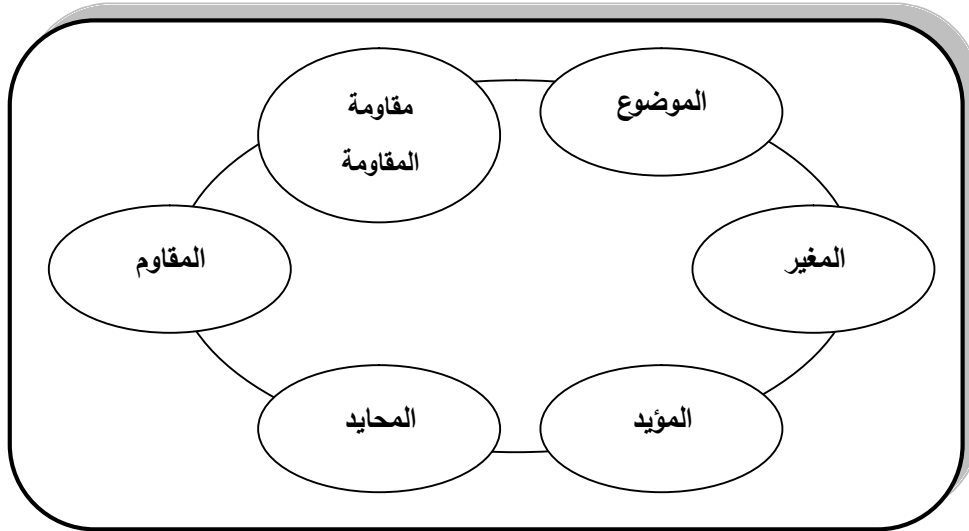 الموضوع
مقاومة
المقاومة
المغير
المقاوم
المؤيد
المحايد